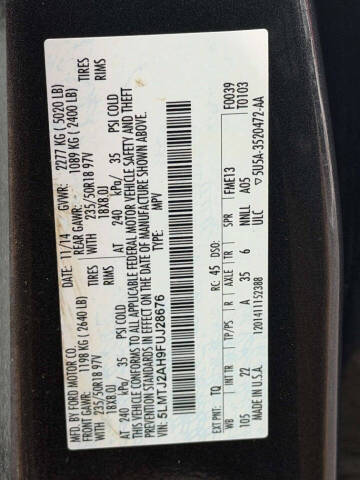 MFD. BY FORD MOTOR CO.
DATE: 11/14 GVWR: 2277 KG ( 5020 LB)
FRONT GAWR: 1198 KG (2640 LB) REAR GAWR: 1089 KG ( 2400 LB)
WITH 235/50R18 97V TIRES WITH 235/50R18 97V TIRES
18X8.0J RIMS 18X8.0J RIMS
AT 240 kPa/ 35 PSI COLD AT 240 kPa/ 35 PSI COLD
THIS VEHICLE CONFORMS TO ALL APPLICABLE FEDERAL MOTOR VEHICLE SAFETY AND THEFT PREVENTION STANDARDS IN EFFECT ON THE DATE OF MANUFACTURE SHOWN ABOVE.
VIN: 5LMTJ2AH9FUJ28676
TYPE: MPV
F0039
T0103
EXT PNT: TQ RC: 45 DSO: FME13
WB INT TR TP/PS R AXLE TR SPR
105 22 A 35 6 NNLL A05
MADE IN U.S.A. 1201411152388 ULC ▽5U5A-3520472-AA